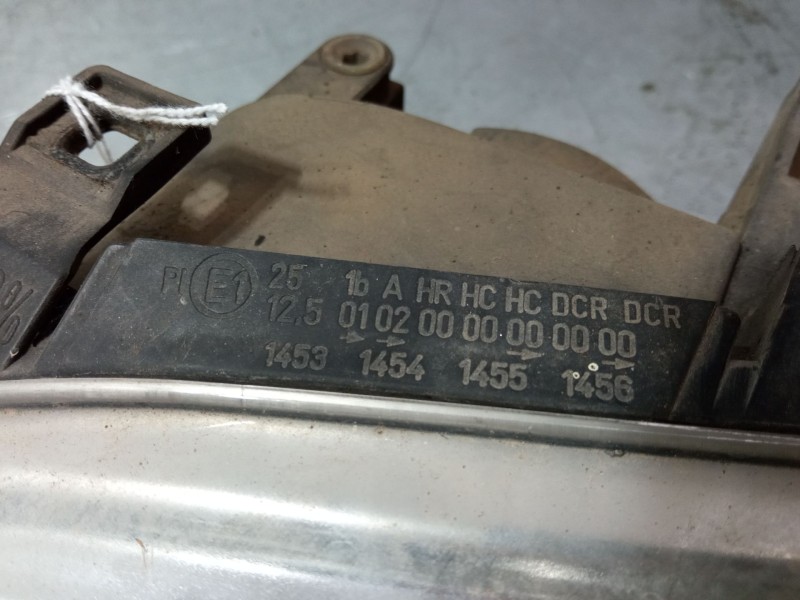 PI E1 25 1b A HR HC HC DCR DCR
12,5 01 02 00 00 00 00 00
→ → → →
1453 1454 1455 1456